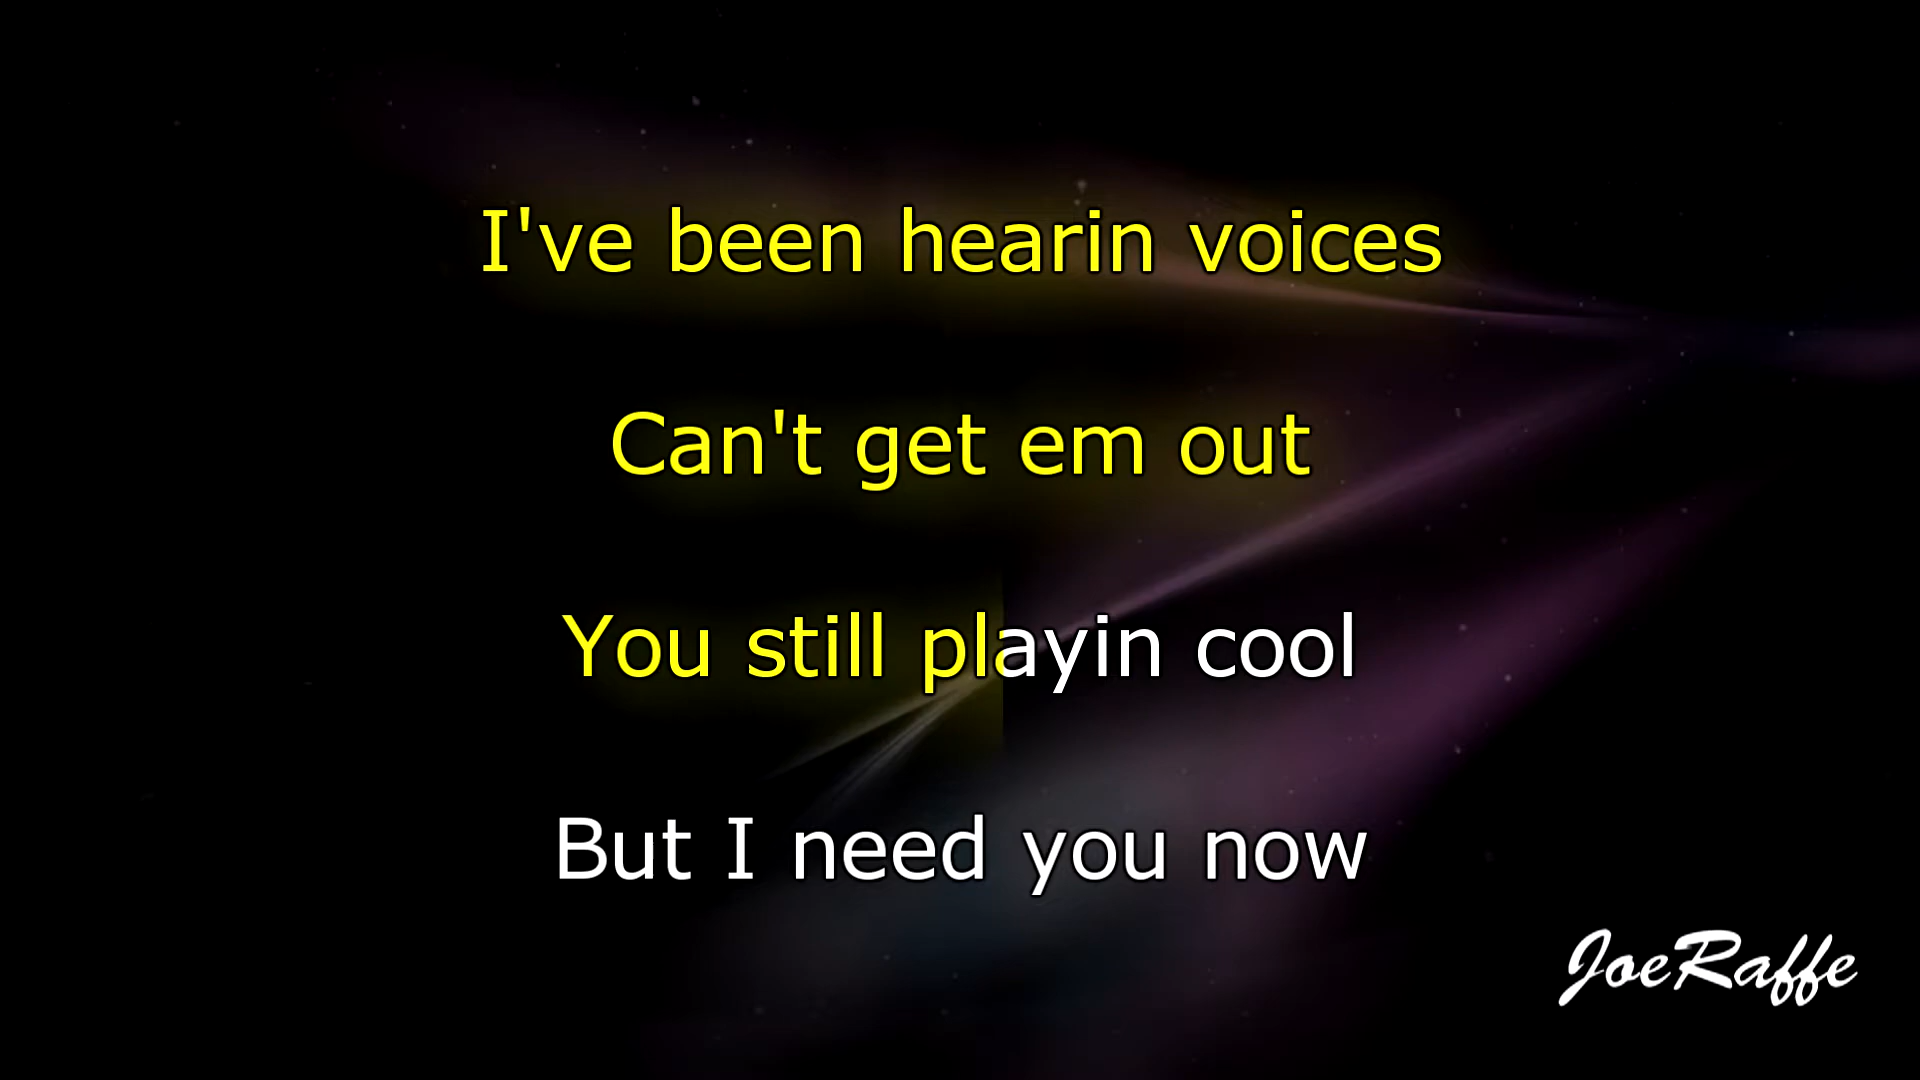 I've been hearin voices
Can't get em out
You still playin cool
But I need you now
JoeRaffe